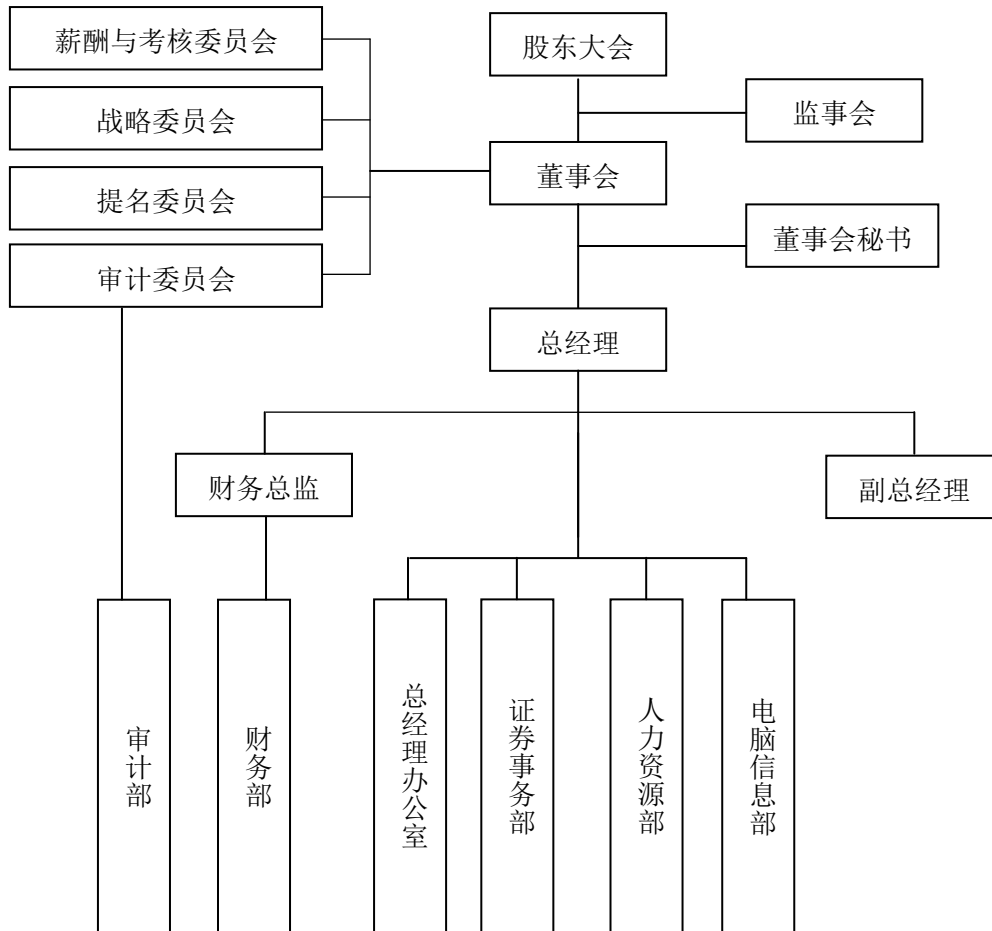 薪酬与考核委员会
股东大会
战略委员会
监事会
董事会
提名委员会
董事会秘书
审计委员会
总经理
财务总监
副总经理
审计部
财务部
总经理办公室
证券事务部
人力资源部
电脑信息部